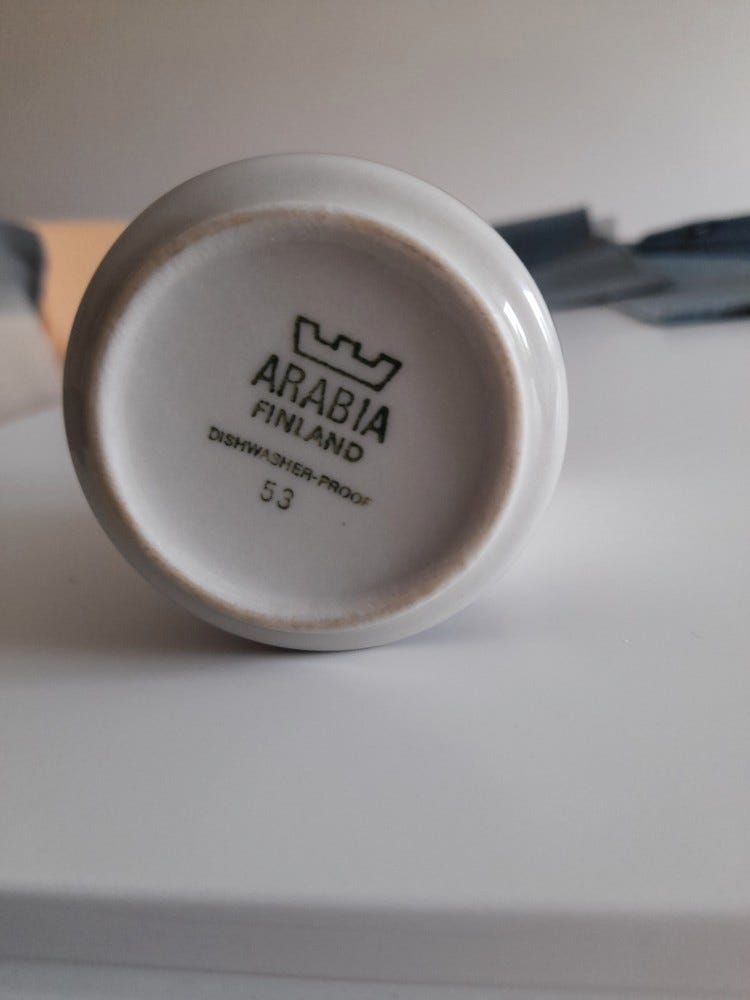 ARABIA
FINLAND
DISHWASHER-PROOF
53